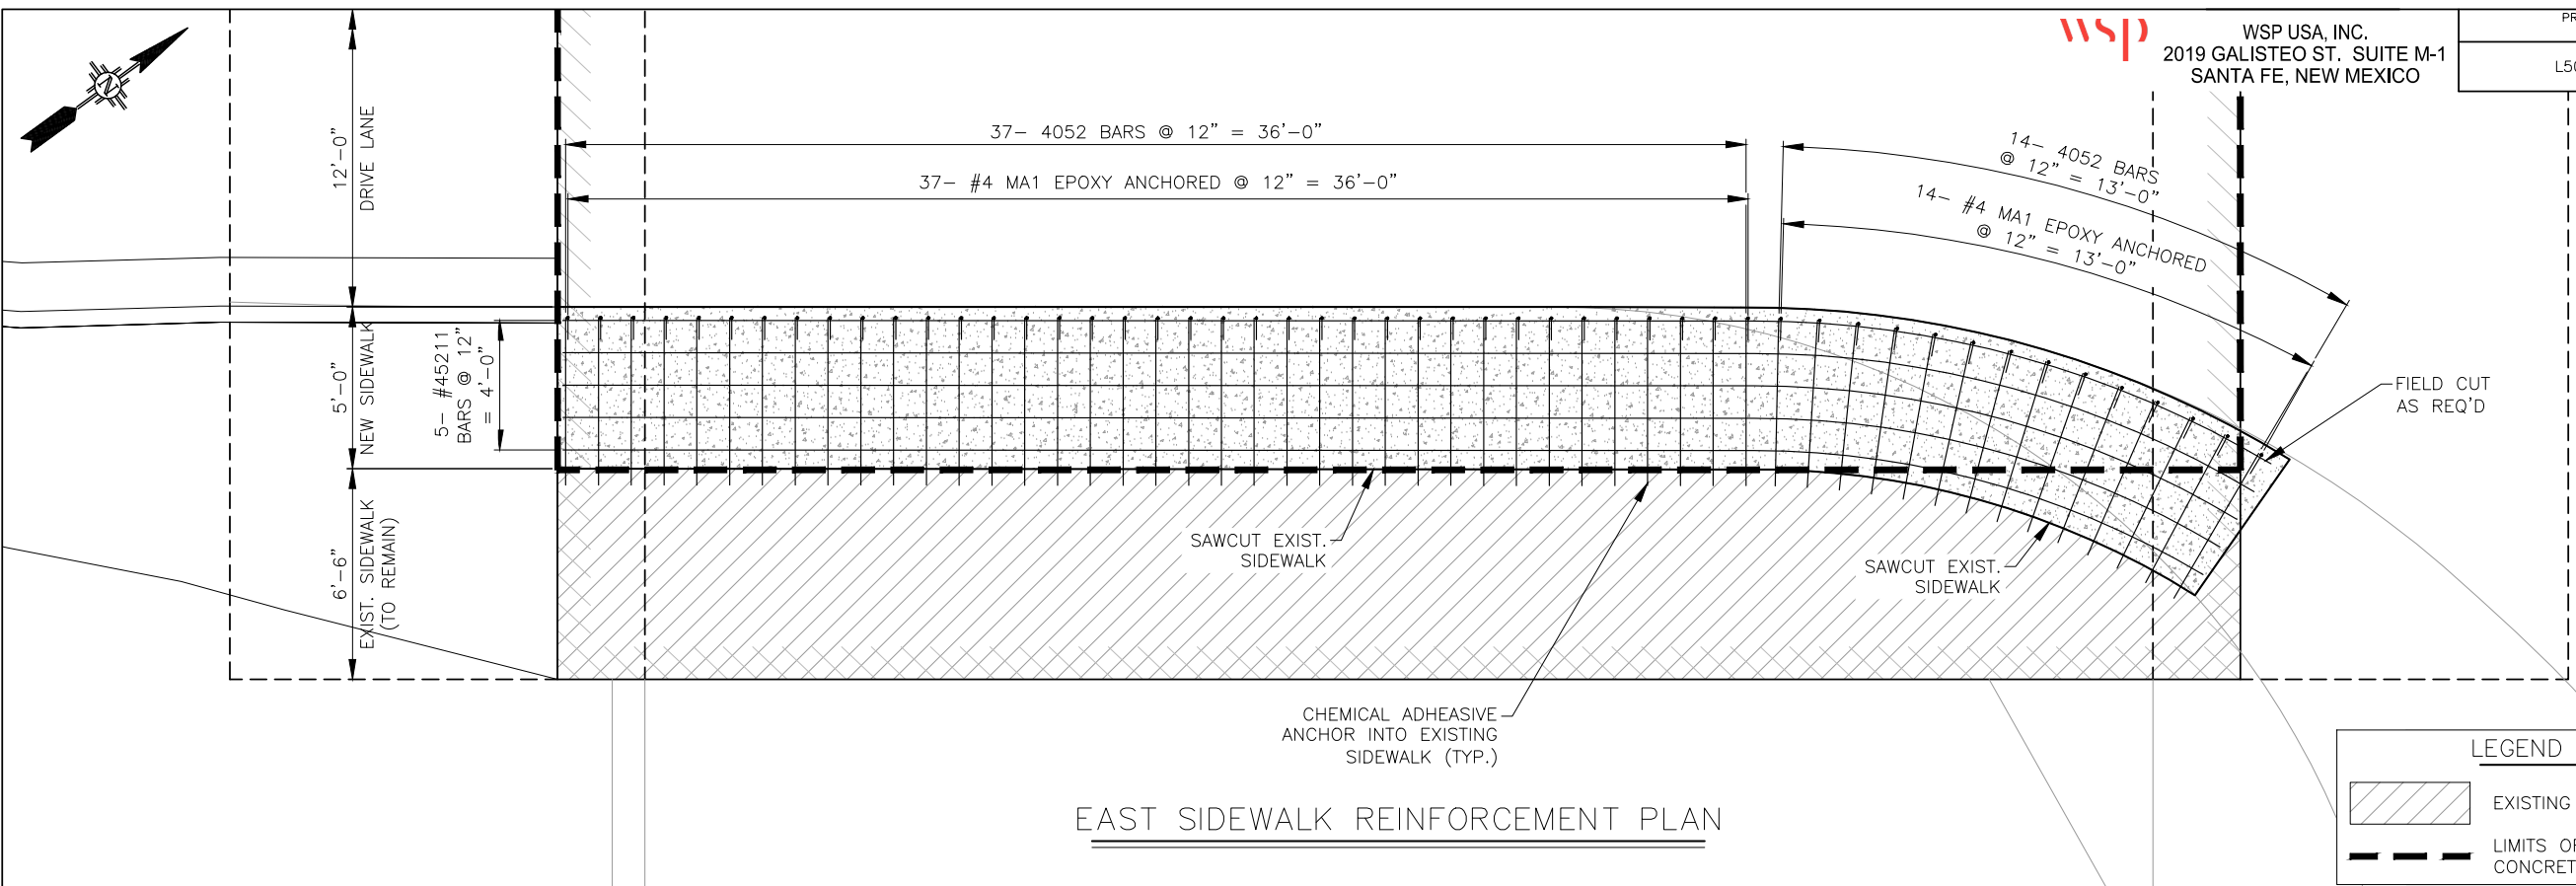 wsp
WSP USA, INC.
2019 GALISTEO ST. SUITE M-1
SANTA FE, NEW MEXICO
N
12'-0"
DRIVE LANE
37- 4052 BARS @ 12" = 36'-0"
37- #4 MA1 EPOXY ANCHORED @ 12" = 36'-0"
14- 4052 BARS
@ 12" = 13'-0"
14- #4 MA1 EPOXY ANCHORED
@ 12" = 13'-0"
5'-0"
NEW SIDEWALK
5- #45211
BARS @ 12"
= 4'-0"
FIELD CUT
AS REQ'D
6'-6"
EXIST. SIDEWALK
(TO REMAIN)
SAWCUT EXIST.
SIDEWALK
SAWCUT EXIST.
SIDEWALK
CHEMICAL ADHEASIVE
ANCHOR INTO EXISTING
SIDEWALK (TYP.)
EAST SIDEWALK REINFORCEMENT PLAN
LEGEND
EXISTING
LIMITS